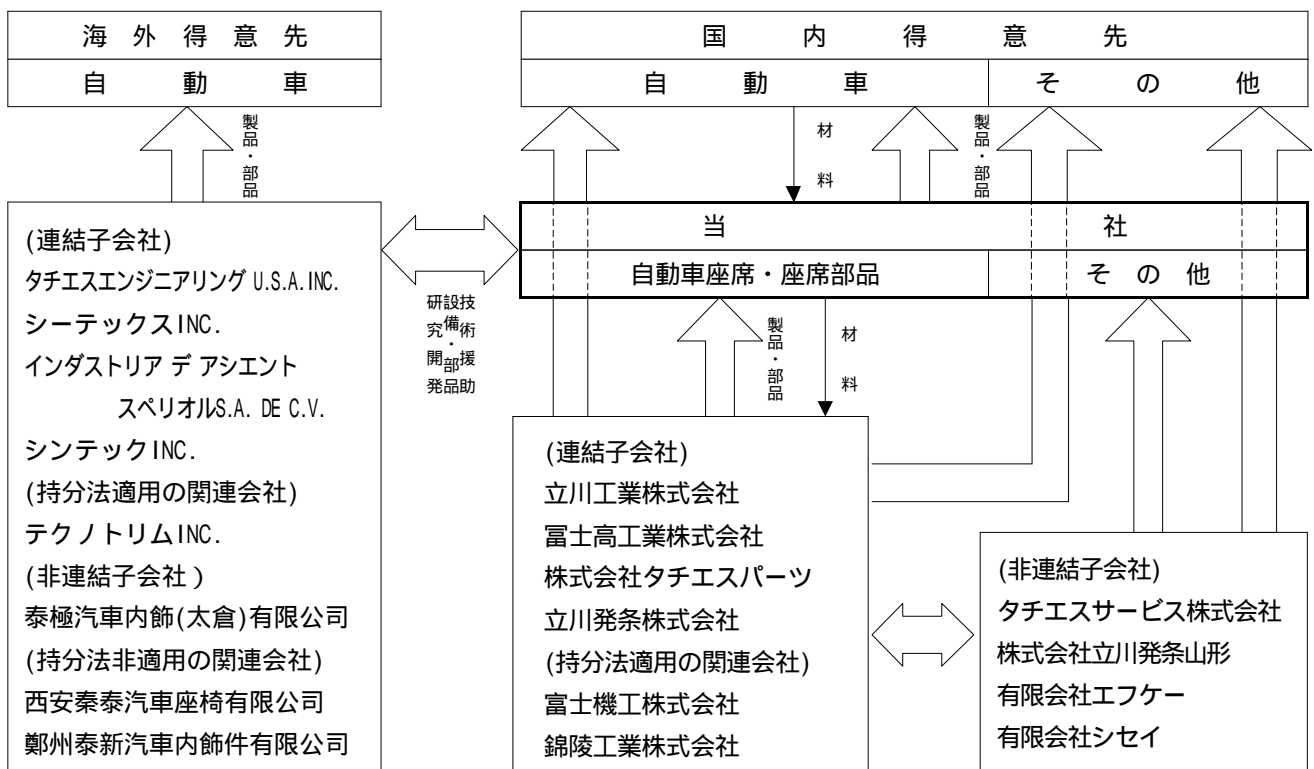 海外得意先
自動車
国内得意先
自動車
その他
製品・部品
材料
製品・部品
(連結子会社)
タチエスエンジニアリング U.S.A.INC.
シーテックスINC.
インダストリア デ アシエント
スペリオルS.A. DE C.V.
シンテックINC.
(持分法適用の関連会社)
テクノトリムINC.
(非連結子会社)
泰極汽車内飾(太倉)有限公司
(持分法非適用の関連会社)
西安秦泰汽車座椅有限公司
鄭州泰新汽車内飾件有限公司
技術援助
設備・部品
研究開発
当社
自動車座席・座席部品
その他
製品・部品
材料
(連結子会社)
立川工業株式会社
冨士高工業株式会社
株式会社タチエスパーツ
立川発条株式会社
(持分法適用の関連会社)
富士機工株式会社
錦陵工業株式会社
(非連結子会社)
タチエスサービス株式会社
株式会社立川発条山形
有限会社エフケー
有限会社シセイ